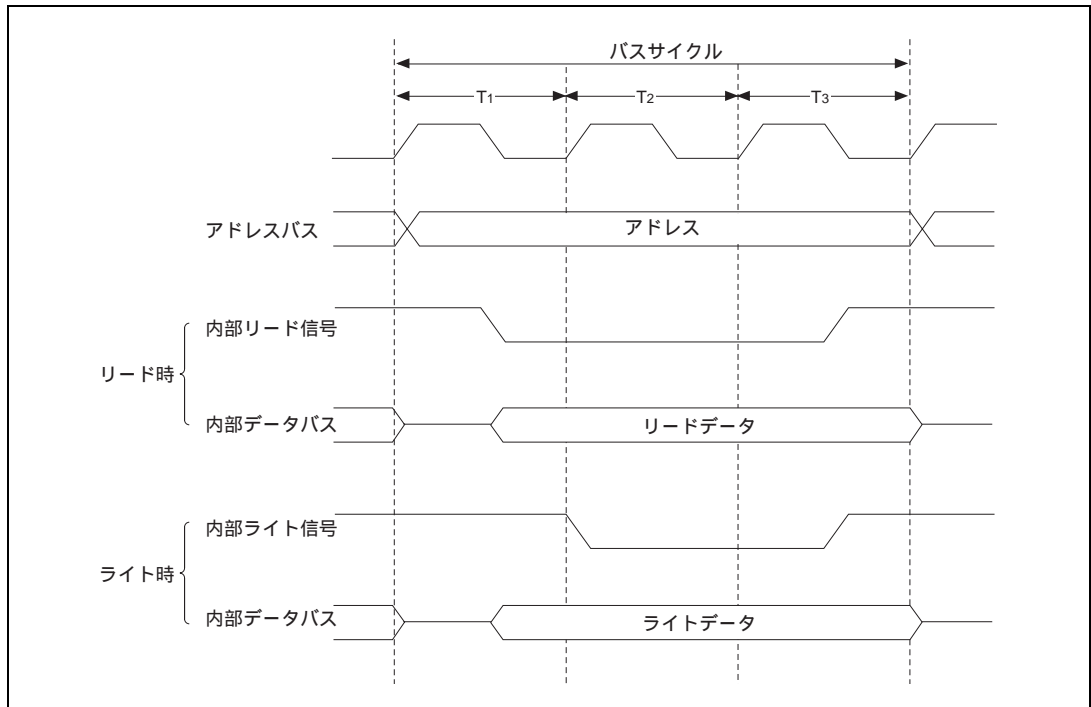 バスサイクル
T1 T2 T3
アドレスバス アドレス
内部リード信号
リード時
内部データバス リードデータ
内部ライト信号
ライト時
内部データバス ライトデータ